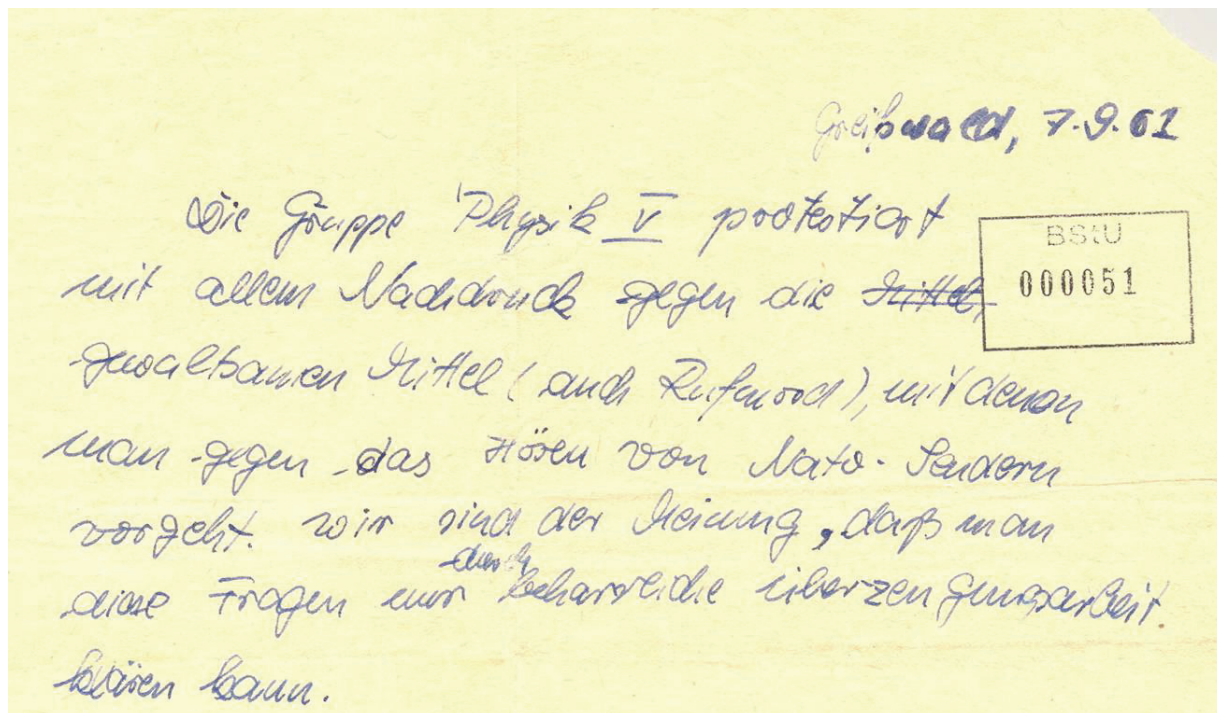 Greifswald, 7.9.61
Die Gruppe Physik V protestiert
BStU
000051
mit allem Nachdruck gegen die Mittel,
gewaltsamen Mittel (auch Rufmord), mit denen
man gegen das Hören von Nato-Sendern
vorgeht. Wir sind der Meinung, daß man
diese Fragen nur durch beharrliche Überzeugungsarbeit
klären kann.